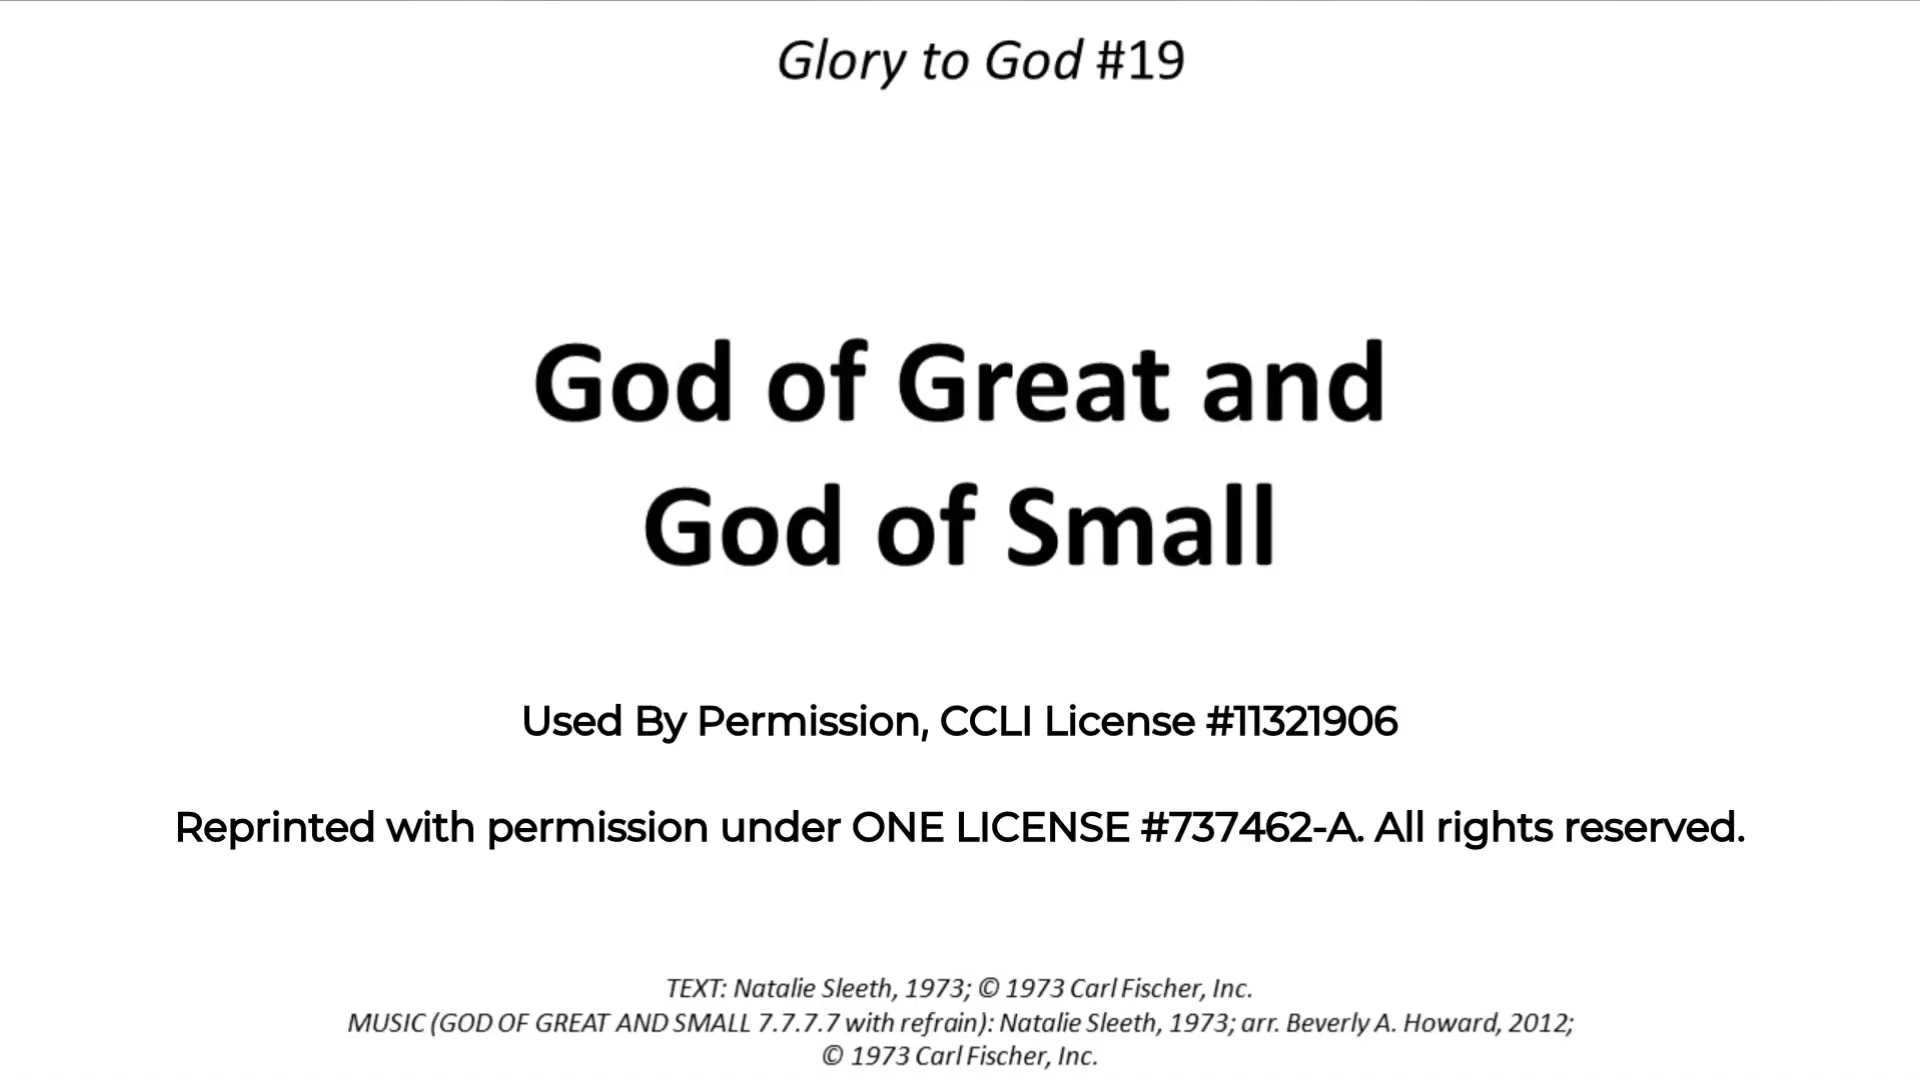 Glory to God #19
God of Great and
God of Small
Used By Permission, CCLI License #11321906
Reprinted with permission under ONE LICENSE #737462-A. All rights reserved.
TEXT: Natalie Sleeth, 1973; © 1973 Carl Fischer, Inc.
MUSIC (GOD OF GREAT AND SMALL 7.7.7.7 with refrain): Natalie Sleeth, 1973; arr. Beverly A. Howard, 2012;
© 1973 Carl Fischer, Inc.